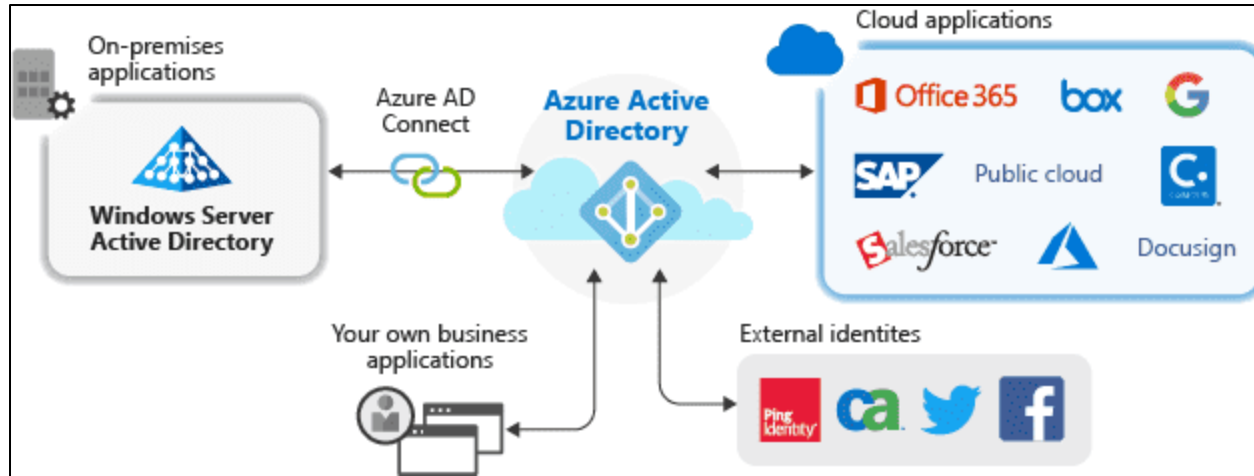 On-premises
applications
Windows Server
Active Directory
Azure AD
Connect
Azure Active
Directory
Cloud applications
Office 365
box
G
SAP
Public cloud
C.
Salesforce
Docusign
Your own business
applications
External identites
Ping
Identity
ca
f